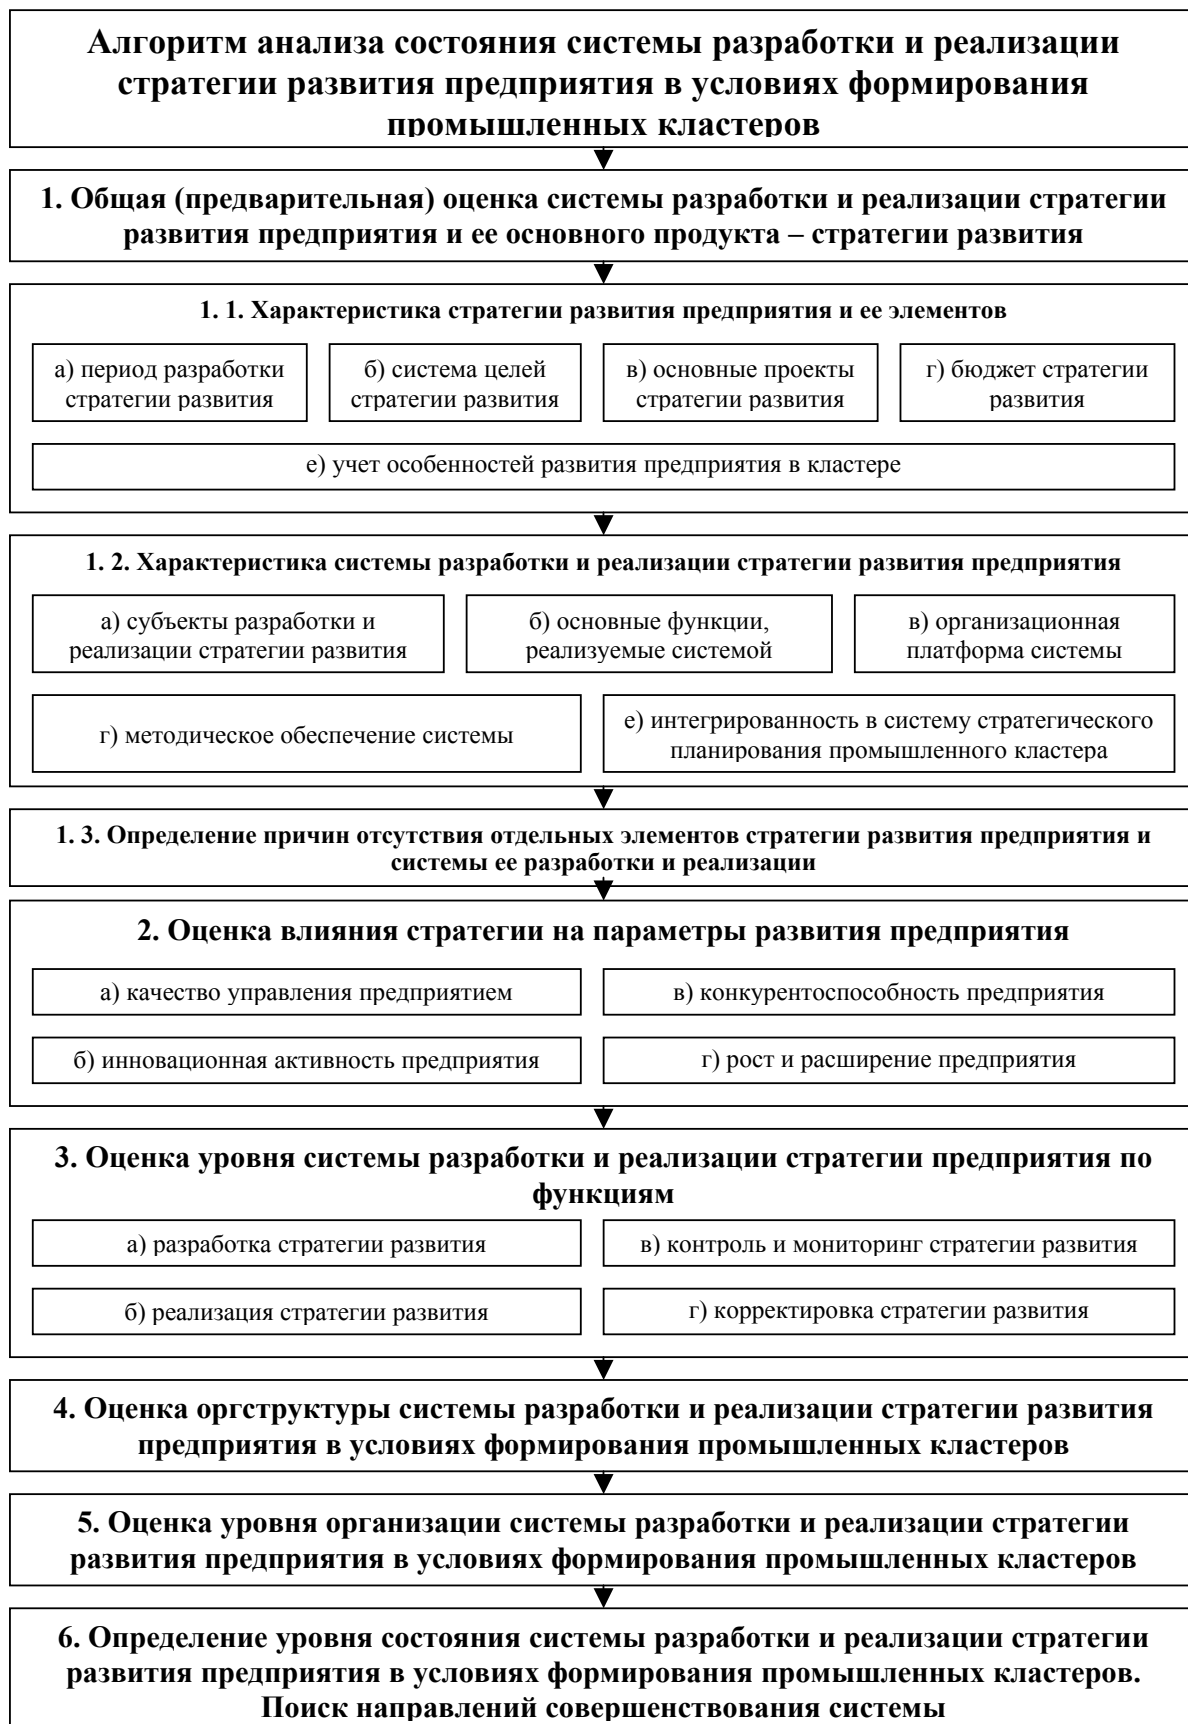 Алгоритм анализа состояния системы разработки и реализации
стратегии развития предприятия в условиях формирования
промышленных кластеров
1. Общая (предварительная) оценка системы разработки и реализации стратегии
развития предприятия и ее основного продукта – стратегии развития
1. 1. Характеристика стратегии развития предприятия и ее элементов
а) период разработки
стратегии развития
б) система целей
стратегии развития
в) основные проекты
стратегии развития
г) бюджет стратегии
развития
е) учет особенностей развития предприятия в кластере
1. 2. Характеристика системы разработки и реализации стратегии развития предприятия
а) субъекты разработки и
реализации стратегии развития
б) основные функции,
реализуемые системой
в) организационная
платформа системы
г) методическое обеспечение системы
е) интегрированность в систему стратегического
планирования промышленного кластера
1. 3. Определение причин отсутствия отдельных элементов стратегии развития предприятия и
системы ее разработки и реализации
2. Оценка влияния стратегии на параметры развития предприятия
а) качество управления предприятием
в) конкурентоспособность предприятия
б) инновационная активность предприятия
г) рост и расширение предприятия
3. Оценка уровня системы разработки и реализации стратегии предприятия по
функциям
а) разработка стратегии развития
в) контроль и мониторинг стратегии развития
б) реализация стратегии развития
г) корректировка стратегии развития
4. Оценка оргструктуры системы разработки и реализации стратегии развития
предприятия в условиях формирования промышленных кластеров
5. Оценка уровня организации системы разработки и реализации стратегии
развития предприятия в условиях формирования промышленных кластеров
6. Определение уровня состояния системы разработки и реализации стратегии
развития предприятия в условиях формирования промышленных кластеров.
Поиск направлений совершенствования системы